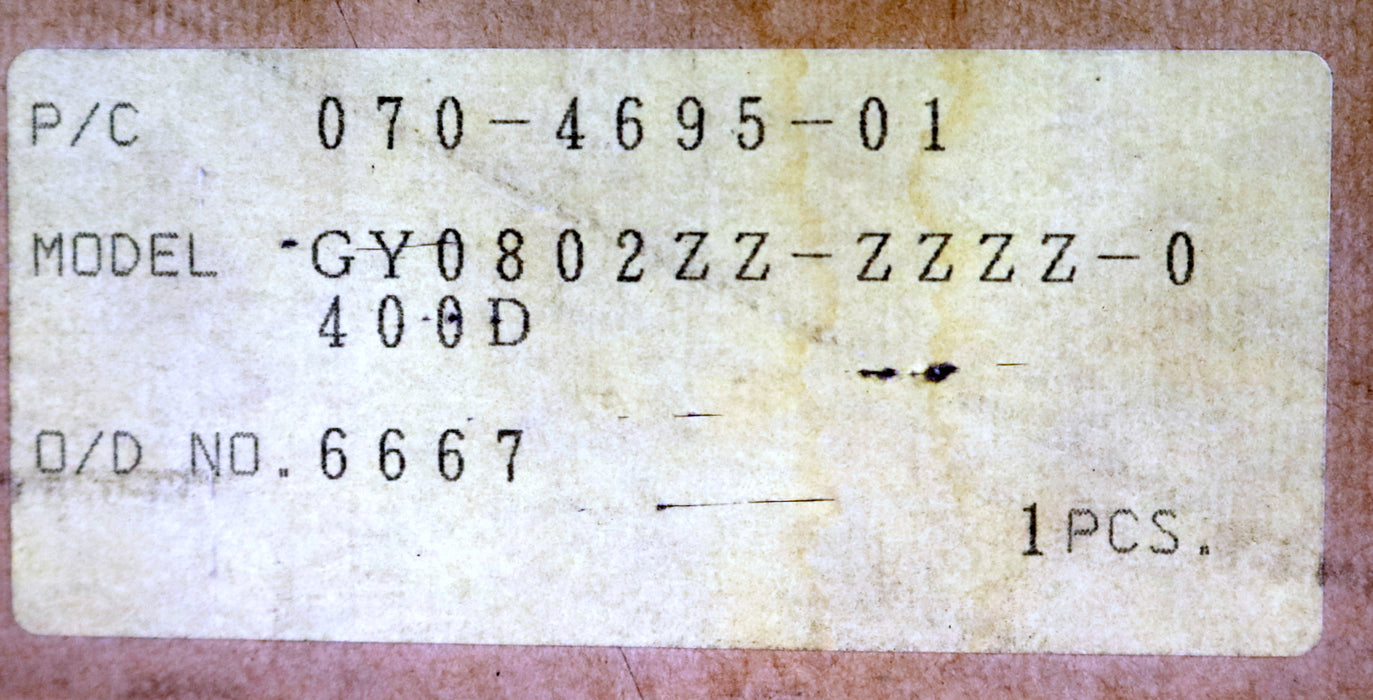 P/C 070-4695-01
MODEL GY0802ZZ-ZZZZ-0
400D
O/D NO. 6667
1PCS.